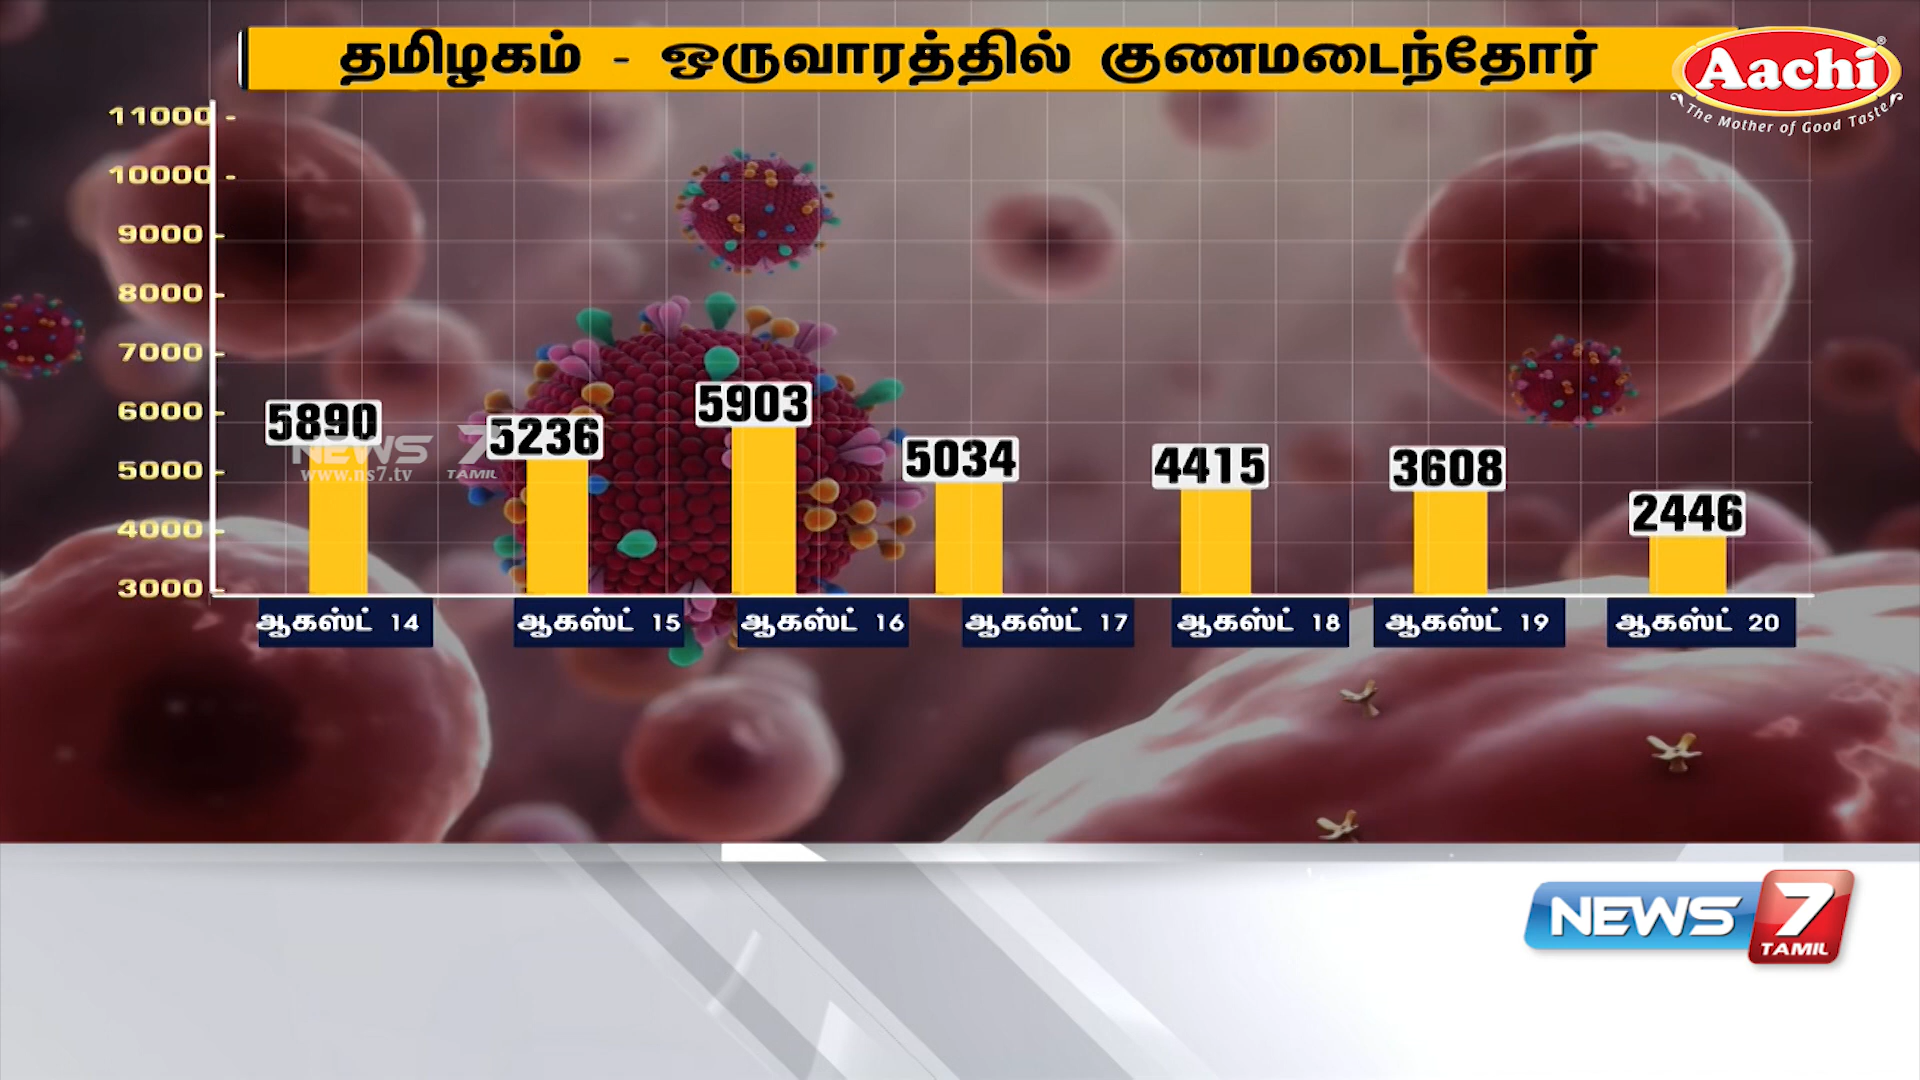 தமிழகம் - ஒருவாரத்தில் குணமடைந்தோர்
Aachi®
The Mother of Good Taste
11000
10000
9000
8000
7000
6000
5000
4000
3000
5890
5236
5903
5034
4415
3608
2446
NEWS 7
www.ns7.tv TAMIL
ஆகஸ்ட் 14
ஆகஸ்ட் 15
ஆகஸ்ட் 16
ஆகஸ்ட் 17
ஆகஸ்ட் 18
ஆகஸ்ட் 19
ஆகஸ்ட் 20
NEWS 7
TAMIL